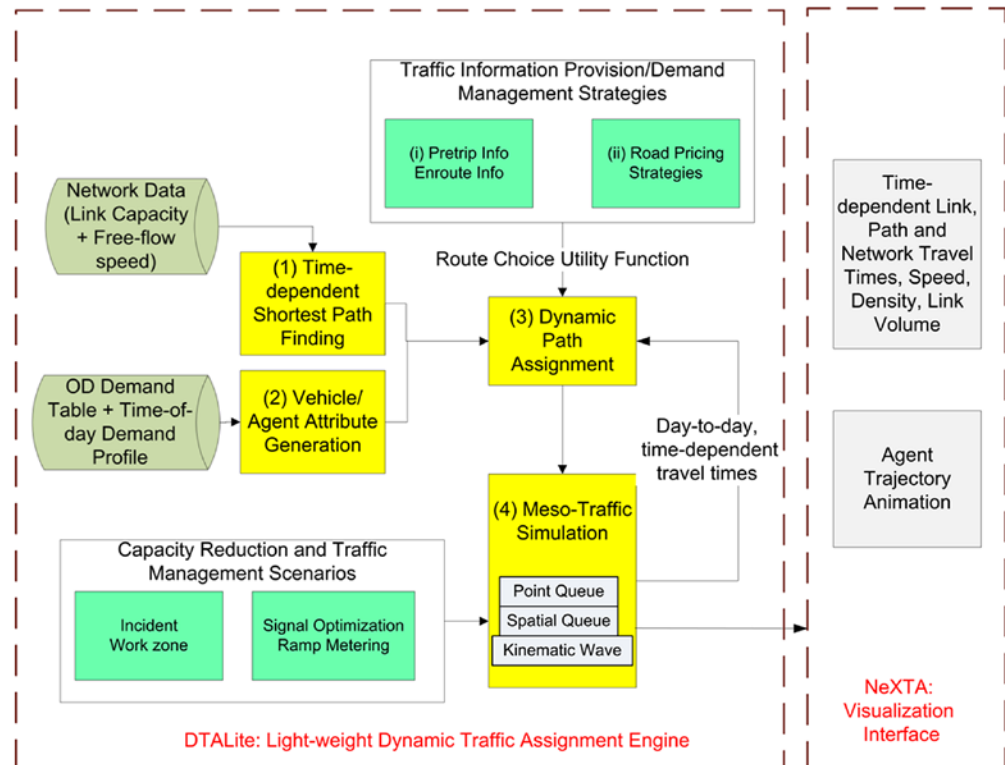 Traffic Information Provision/Demand
Management Strategies
(i) Pretrip Info
Enroute Info
(ii) Road Pricing
Strategies
Network Data
(Link Capacity
+ Free-flow
speed)
(1) Time-
dependent
Shortest Path
Finding
Route Choice Utility Function
(3) Dynamic
Path
Assignment
OD Demand
Table + Time-of-
day Demand
Profile
(2) Vehicle/
Agent Attribute
Generation
Day-to-day,
time-dependent
travel times
(4) Meso-Traffic
Simulation
Point Queue
Spatial Queue
Kinematic Wave
Capacity Reduction and Traffic
Management Scenarios
Incident
Work zone
Signal Optimization
Ramp Metering
DTALite: Light-weight Dynamic Traffic Assignment Engine
Time-
dependent Link,
Path and
Network Travel
Times, Speed,
Density, Link
Volume
Agent
Trajectory
Animation
NeXTA:
Visualization
Interface